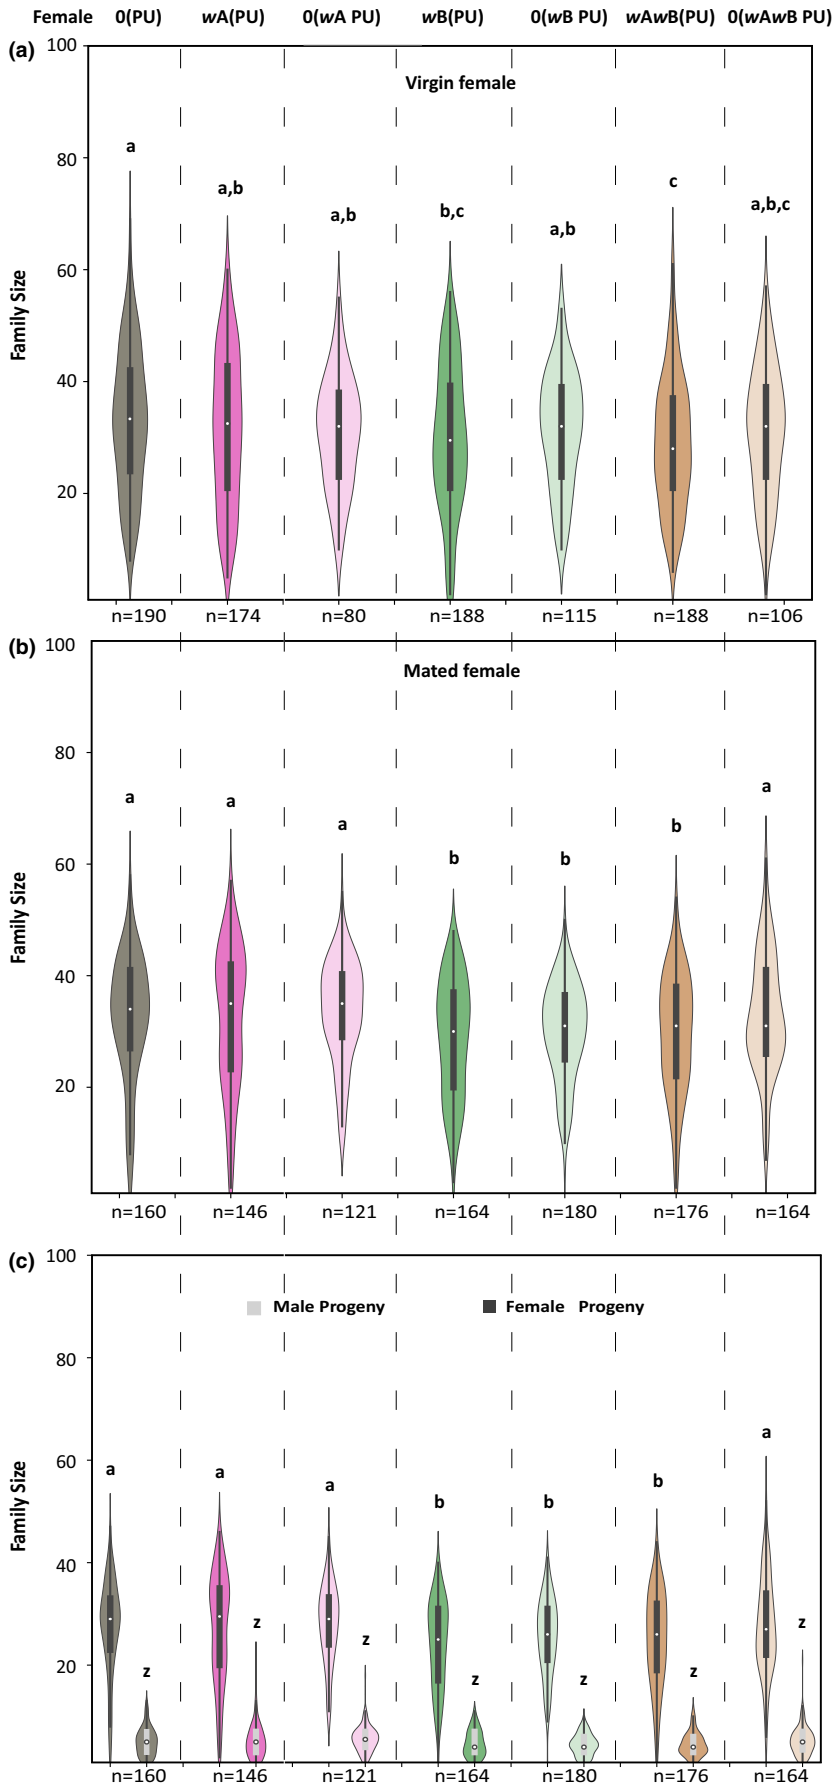 Female 0(PU) wA(PU) 0(wA PU) wB(PU) 0(wB PU) wAwB(PU) 0(wAwB PU)
(a) 100
Virgin female
a
80
a,b a,b b,c a,b c a,b,c
60
Family Size
40
20
n=190 n=174 n=80 n=188 n=115 n=188 n=106
(b) 100
Mated female
80
a a a b b b a
60
Family Size
40
20
n=160 n=146 n=121 n=164 n=180 n=176 n=164
(c) 100
Male Progeny Female Progeny
80
60
a a a b b b a
Family Size
40
z z z z z z z
20
n=160 n=146 n=121 n=164 n=180 n=176 n=164